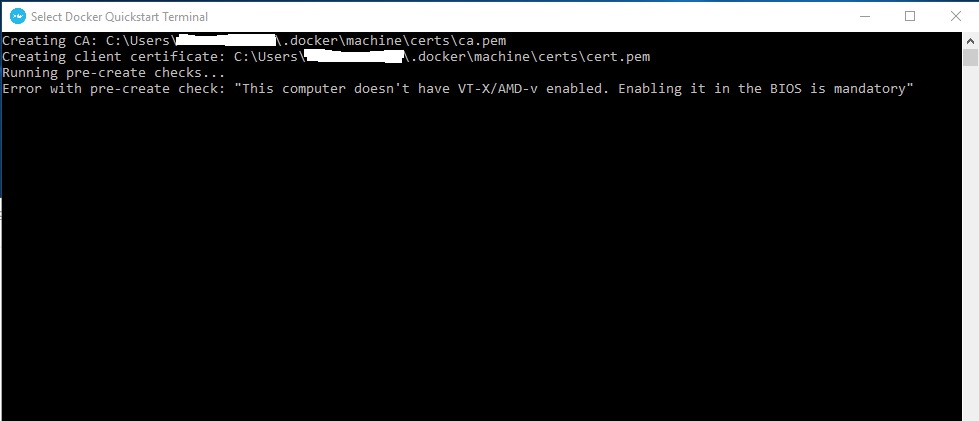 Select Docker Quickstart Terminal
Creating CA: C:\Users\ \.docker\machine\certs\ca.pem
Creating client certificate: C:\Users\ \.docker\machine\certs\cert.pem
Running pre-create checks...
Error with pre-create check: "This computer doesn't have VT-X/AMD-v enabled. Enabling it in the BIOS is mandatory"